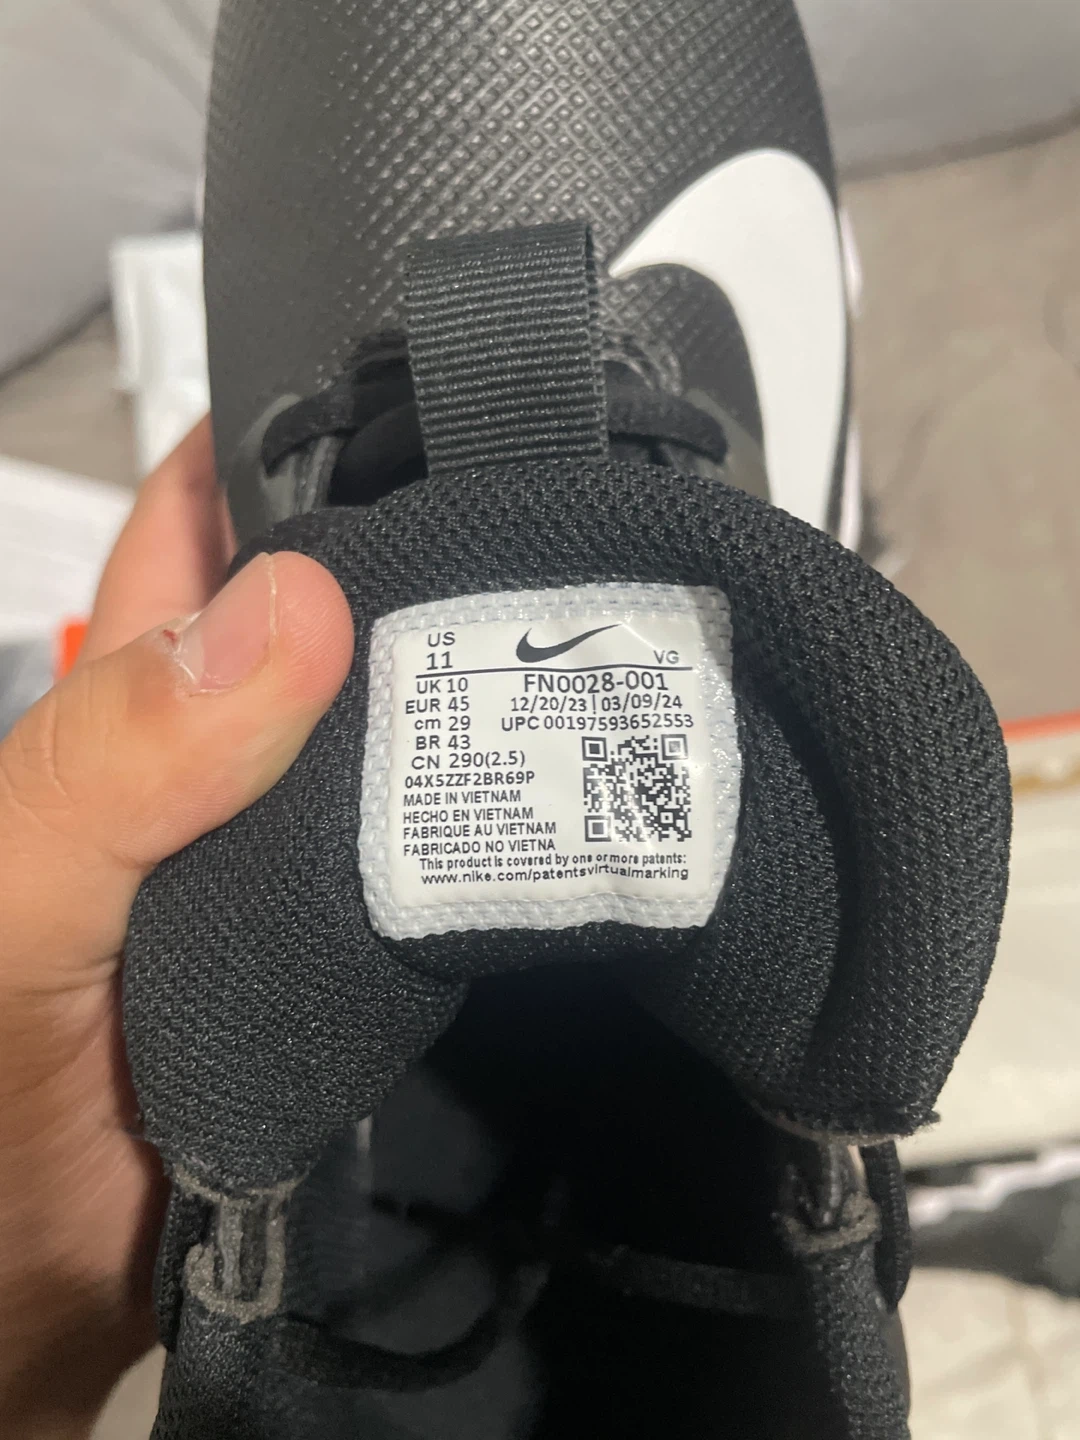 US
11
VG
UK 10
FN0028-001
EUR 45
12/20/23 | 03/09/24
cm 29
UPC 00197593652553
BR 43
CN 290(2.5)
04X5ZZF2BR69P
MADE IN VIETNAM
HECHO EN VIETNAM
FABRIQUE AU VIETNAM
FABRICADO NO VIETNA
This product is covered by one or more patents:
www.nike.com/patentsvirtualmarking